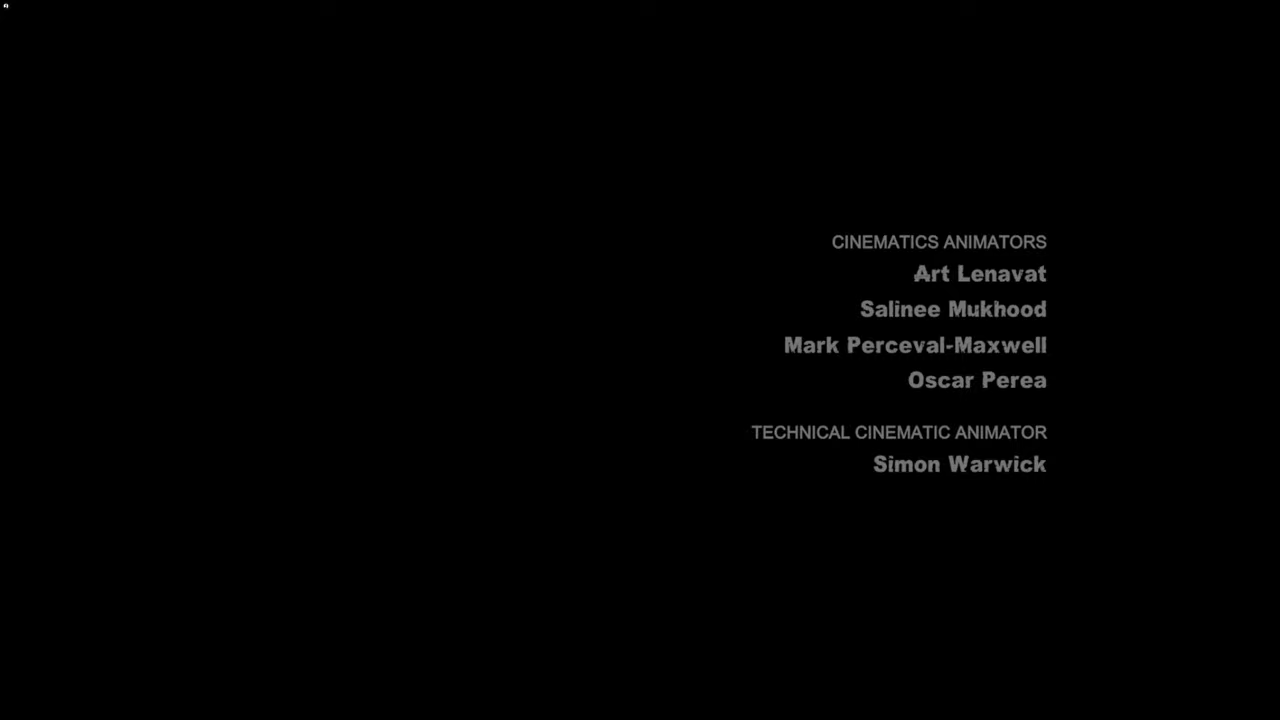 CINEMATICS ANIMATORS
Art Lenavat
Salinee Mukhood
Mark Perceval-Maxwell
Oscar Perea
TECHNICAL CINEMATIC ANIMATOR
Simon Warwick